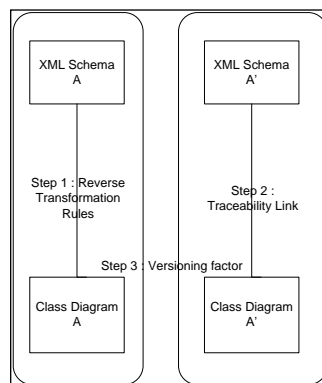 XML Schema
A
XML Schema
A'
Step 1 : Reverse
Transformation
Rules
Step 2 :
Traceability Link
Step 3 : Versioning factor
Class Diagram
A
Class Diagram
A'